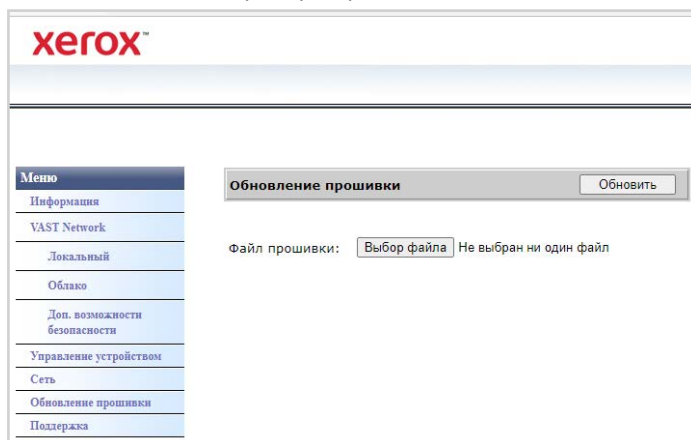 xerox™
Меню
Информация
VAST Network
Локальный
Облако
Доп. возможности
безопасности
Управление устройством
Сеть
Обновление прошивки
Поддержка
Обновление прошивки Обновить
Файл прошивки: Выбор файла Не выбран ни один файл